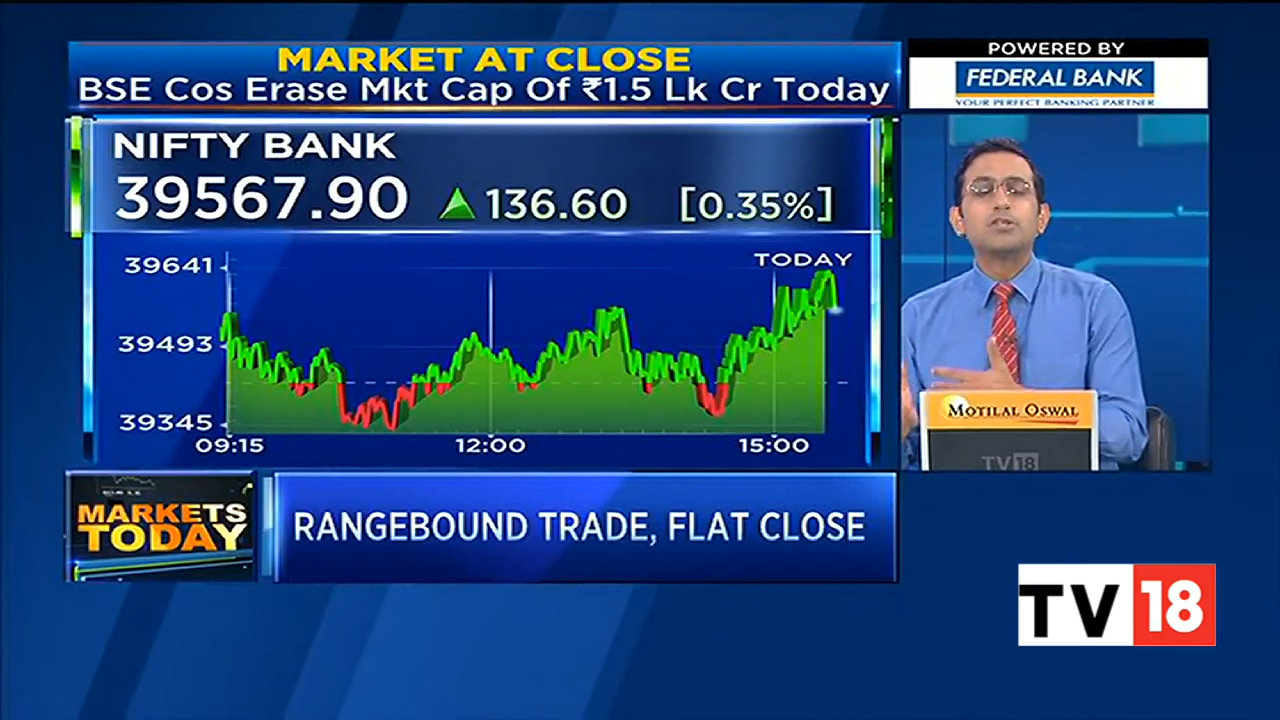 MARKET AT CLOSE
BSE Cos Erase Mkt Cap Of ₹1.5 Lk Cr Today
POWERED BY
FEDERAL BANK
YOUR PERFECT BANKING PARTNER
NIFTY BANK
39567.90 ▲136.60 [0.35%]
TODAY
39641
39493
39345
09:15 12:00 15:00
MOTILAL OSWAL
TV18
MARKETS
TODAY
RANGEBOUND TRADE, FLAT CLOSE
TV18